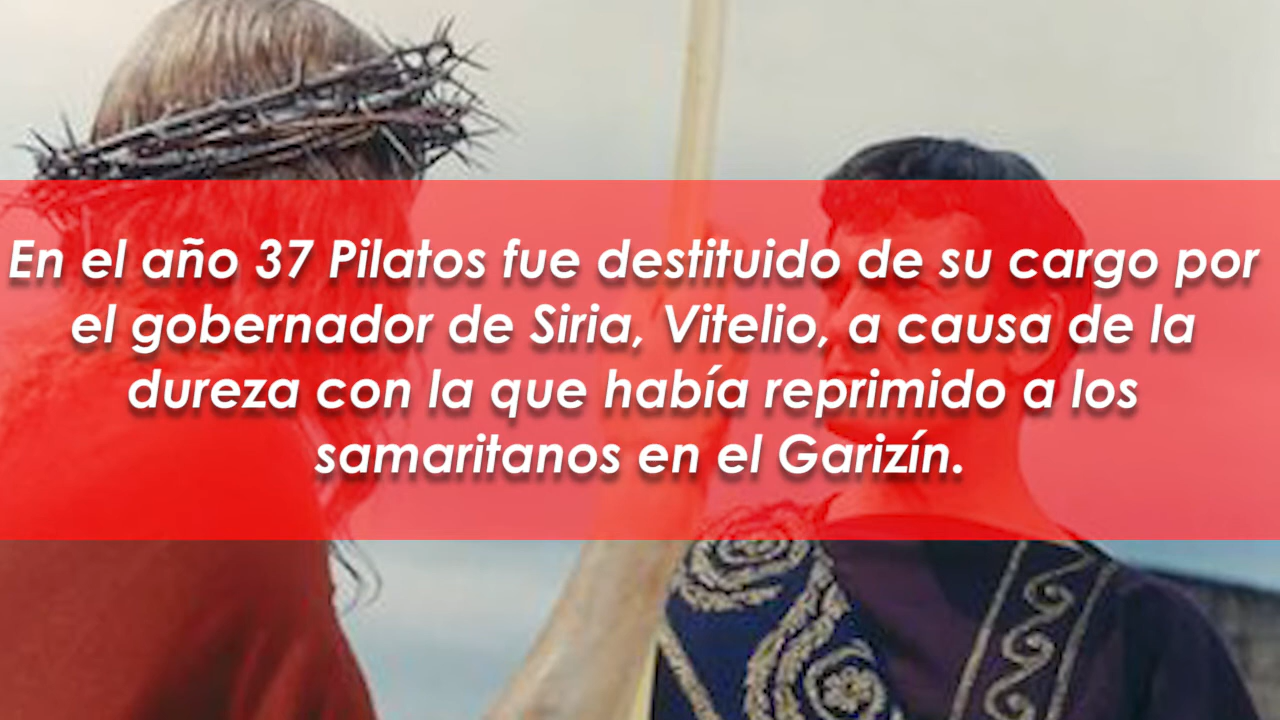 En el año 37 Pilatos fue destituido de su cargo por
el gobernador de Siria, Vitelio, a causa de la
dureza con la que había reprimido a los
samaritanos en el Garizín.